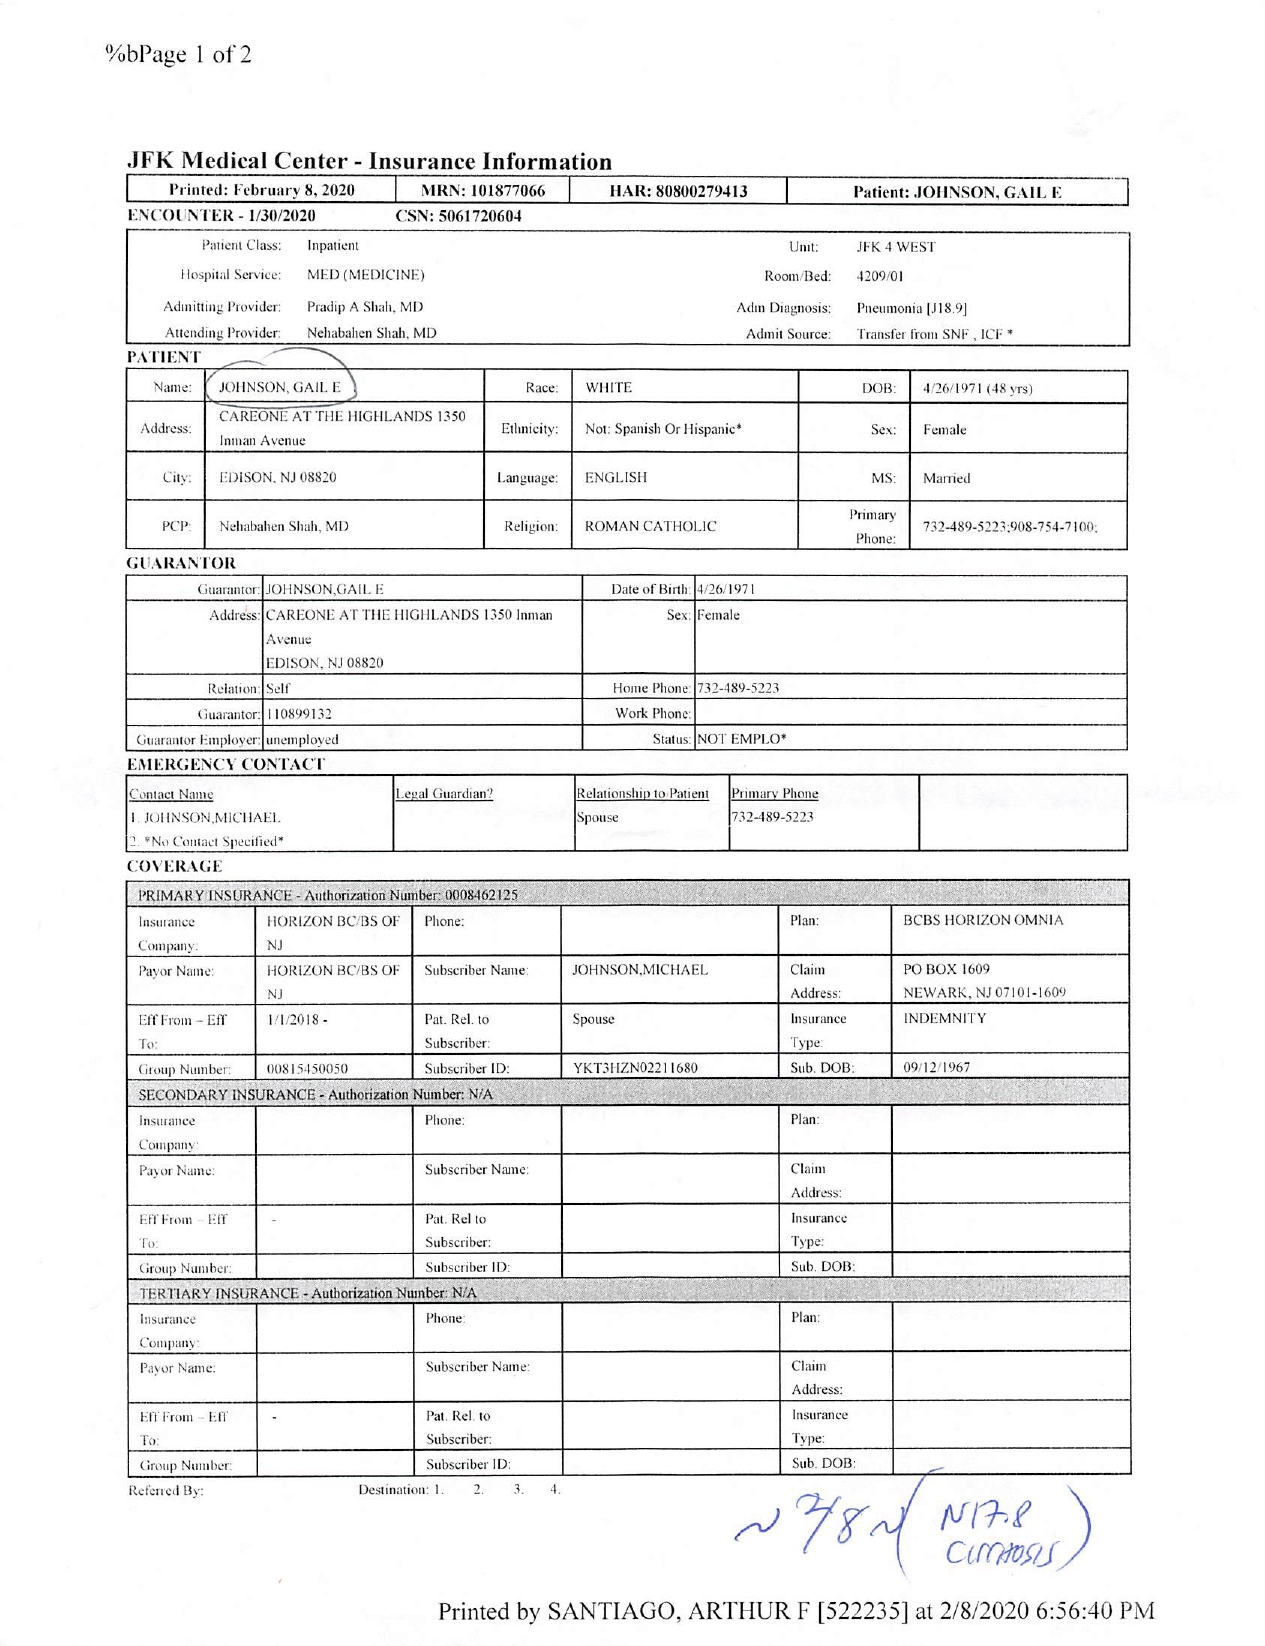 %bPage 1 of 2
JFK Medical Center - Insurance Information
Printed: February 8, 2020 MRN: 101877066 HAR: 80800279413 Patient: JOHNSON, GAIL E
ENCOUNTER - 1/30/2020 CSN: 5061720604
Patient Class: Inpatient Unit: JFK 4 WEST
Hospital Service: MED (MEDICINE) Room/Bed: 4209/01
Admitting Provider: Pradip A Shah, MD Adm Diagnosis: Pneumonia [J18.9]
Attending Provider: Nehabahen Shah, MD Admit Source: Transfer from SNF , ICF *
PATIENT
Name: JOHNSON, GAIL E Race: WHITE DOB: 4/26/1971 (48 yrs)
Address: CAREONE AT THE HIGHLANDS 1350 Inman Avenue Ethnicity: Not: Spanish Or Hispanic* Sex: Female
City: EDISON, NJ 08820 Language: ENGLISH MS: Married
PCP: Nehabahen Shah, MD Religion: ROMAN CATHOLIC Primary Phone: 732-489-5223;908-754-7100;
GUARANTOR
Guarantor: JOHNSON,GAIL E Date of Birth: 4/26/1971
Address: CAREONE AT THE HIGHLANDS 1350 Inman Sex: Female
Avenue
EDISON, NJ 08820
Relation: Self Home Phone: 732-489-5223
Guarantor: 110899132 Work Phone:
Guarantor Employer: unemployed Status: NOT EMPLO*
EMERGENCY CONTACT
Contact Name Legal Guardian? Relationship to Patient Primary Phone
1. JOHNSON,MICHAEL Spouse 732-489-5223
2. *No Contact Specified*
COVERAGE
PRIMARY INSURANCE - Authorization Number: 0008462125
Insurance Company: HORIZON BC/BS OF NJ Phone: Plan: BCBS HORIZON OMNIA
Payor Name: HORIZON BC/BS OF NJ Subscriber Name: JOHNSON,MICHAEL Claim Address: PO BOX 1609 NEWARK, NJ 07101-1609
Eff From – Eff To: 1/1/2018 - Pat. Rel. to Subscriber: Spouse Insurance Type: INDEMNITY
Group Number: 00815450050 Subscriber ID: YKT3HZN02211680 Sub. DOB: 09/12/1967
SECONDARY INSURANCE - Authorization Number: N/A
Insurance Company: Phone: Plan:
Payor Name: Subscriber Name: Claim Address:
Eff From – Eff To: - Pat. Rel to Subscriber: Insurance Type:
Group Number: Subscriber ID: Sub. DOB:
TERTIARY INSURANCE - Authorization Number: N/A
Insurance Company: Phone: Plan:
Payor Name: Subscriber Name: Claim Address:
Eff From – Eff To: - Pat. Rel. to Subscriber: Insurance Type:
Group Number: Subscriber ID: Sub. DOB:
Referred By: Destination: 1. 2. 3. 4.
N17.8
Cirrhosis
Printed by SANTIAGO, ARTHUR F [522235] at 2/8/2020 6:56:40 PM